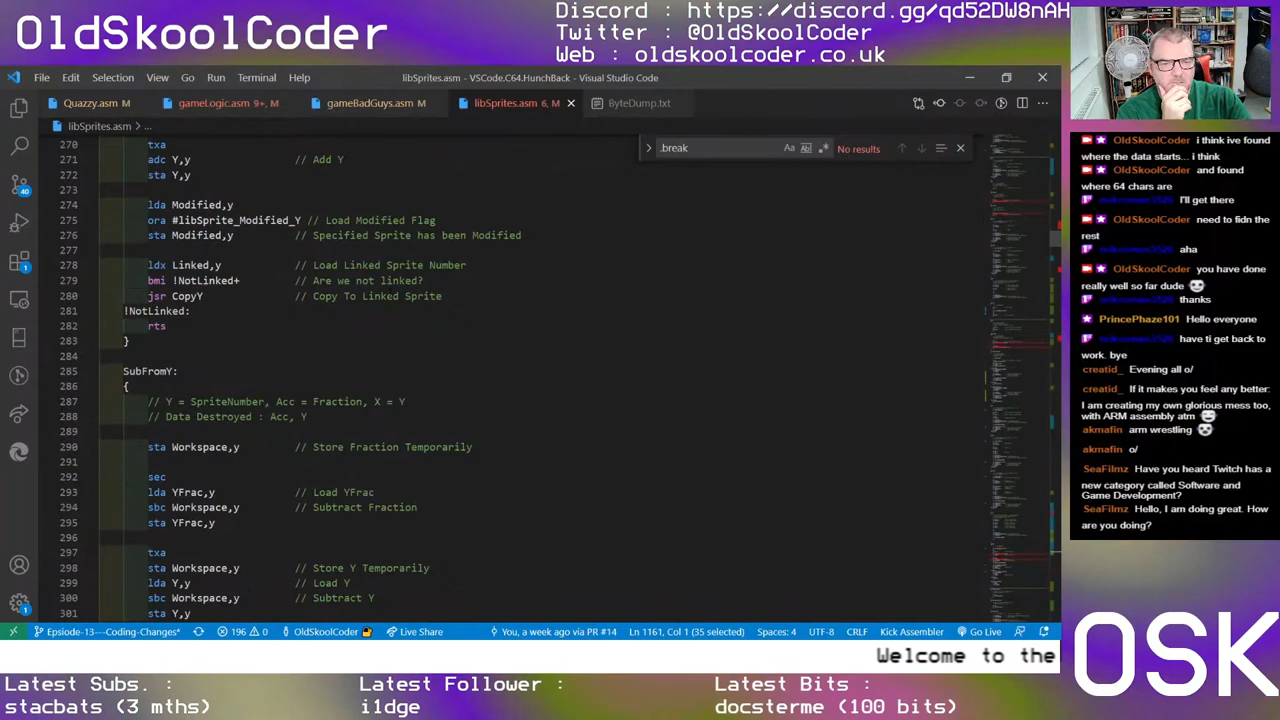 OldSkoolCoder
Discord : https://discord.gg/qd52DW8nAH
Twitter : @OldSkoolCoder
Web : oldskoolcoder.co.uk
File Edit Selection View Go Run Terminal Help
libSprites.asm - VSCode.C64.HunchBack - Visual Studio Code
Quazzy.asm M
gameLogic.asm 9+, M
gameBadGuys.asm M
libSprites.asm 6, M
ByteDump.txt
libSprites.asm > ...
.break
Aa
No results
270 txa
271 adc Y,y // Add Y
272 sta Y,y
273
274 lda Modified,y
275 ora #libSprite_Modified // Load Modified Flag
276 sta Modified,y // Specified Sprite has been Modified
277
278 ldx Linked,y // Load Linked Sprite Number
279 bmi !NotLinked+ // Are we not linked?
280 jsr CopyY // Copy To Linked Sprite
281 !NotLinked:
282 rts
283 }
284
285 SubFromY:
286 {
287 // Y = SpriteNumber, Acc = Fraction, X = Y
288 // Data Destroyed : Acc,
289
290 sta Workspace,y // Store Fraction Temporarily
291
292 sec
293 lda YFrac,y // Load YFrac
294 sbc Workspace,y // Subtract Fraction
295 sta YFrac,y
296
297 txa
298 sta Workspace,y // Store Y Temporarily
299 lda Y,y // Load Y
300 sbc Workspace,y // Subtract Y
301 sta Y,y
40
1
1
Epsiode-13---Coding-Changes* 196 0 OldSkoolCoder Live Share You, a week ago via PR #14 Ln 1161, Col 1 (35 selected) Spaces: 4 UTF-8 CRLF Kick Assembler Go Live
OldSkoolCoder i think ive found
where the data starts... i think
OldSkoolCoder and found
where 64 chars are
I'll get there
OldSkoolCoder need to fidn the
rest
aha
OldSkoolCoder you have done
really well so far dude
thanks
PrincePhaze101 Hello everyone
have ti get back to
work. bye
creatid_ Evening all o/
creatid_ If it makes you feel any better:
I am creating my own glorious mess too,
with ARM assembly atm
akmafin arm wrestling
akmafin o/
SeaFilmz Have you heard Twitch has a
new category called Software and
Game Development?
SeaFilmz Hello, I am doing great. How
are you doing?
Welcome to the
OSK
Latest Subs. :
stacbats (3 mths)
Latest Follower :
i1dge
Latest Bits :
docsterme (100 bits)